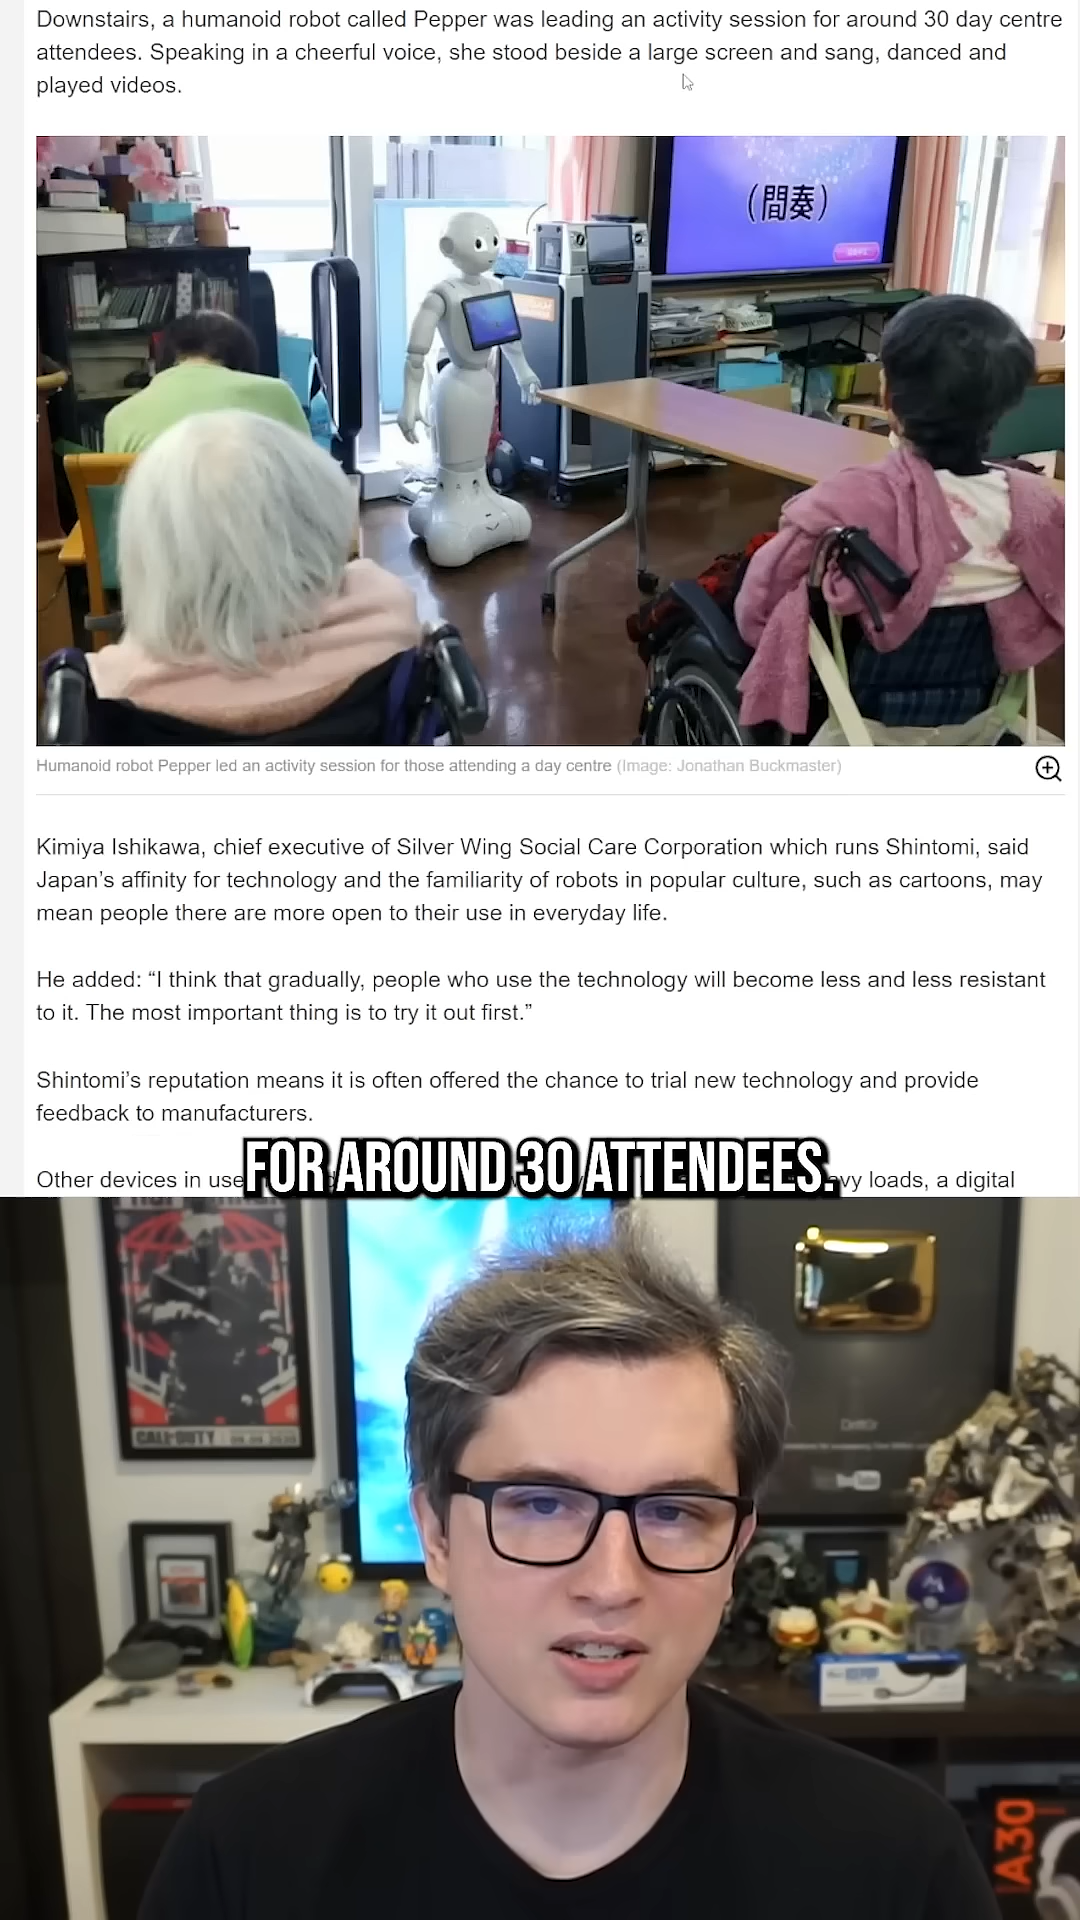 Downstairs, a humanoid robot called Pepper was leading an activity session for around 30 day centre
attendees. Speaking in a cheerful voice, she stood beside a large screen and sang, danced and
played videos.
(間奏)
Humanoid robot Pepper led an activity session for those attending a day centre (Image: Jonathan Buckmaster)
Kimiya Ishikawa, chief executive of Silver Wing Social Care Corporation which runs Shintomi, said
Japan’s affinity for technology and the familiarity of robots in popular culture, such as cartoons, may
mean people there are more open to their use in everyday life.
He added: “I think that gradually, people who use the technology will become less and less resistant
to it. The most important thing is to try it out first.”
Shintomi’s reputation means it is often offered the chance to trial new technology and provide
feedback to manufacturers.
Other devices in use avy loads, a digital
FOR AROUND 30 ATTENDEES.
CALL DUTY
YouTube
A30